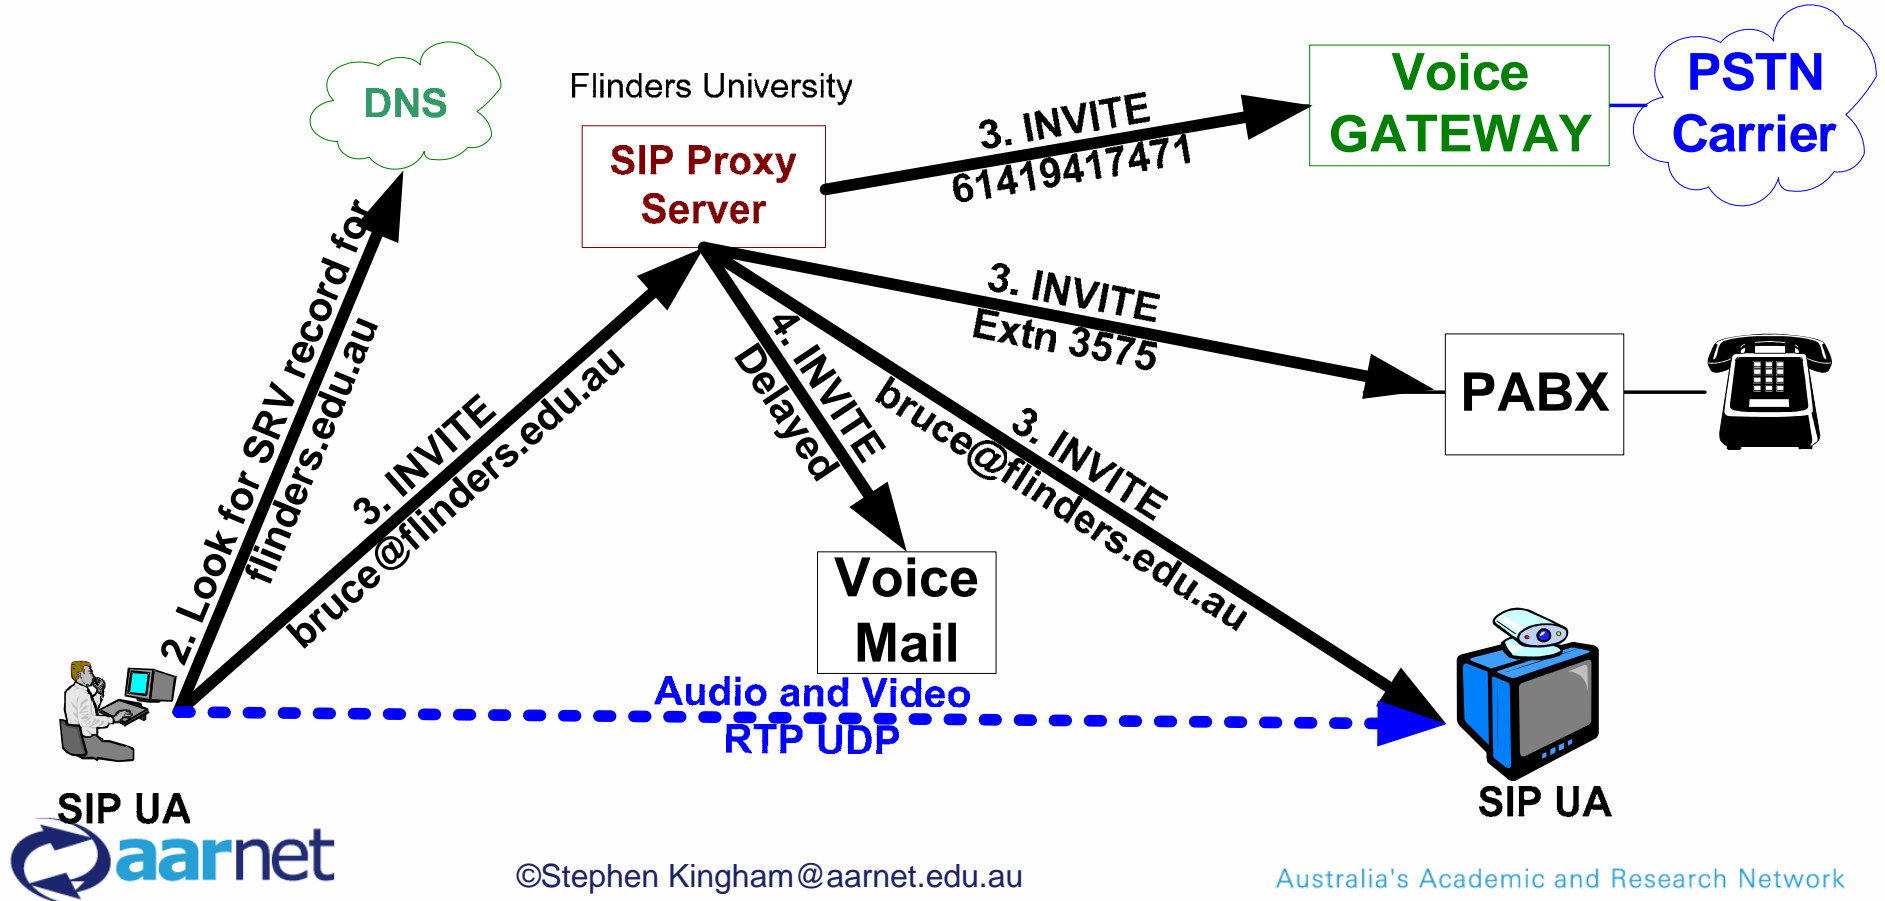 DNS
Flinders University
SIP Proxy
Server
3. INVITE
61419417471
Voice
GATEWAY
PSTN
Carrier
2. Look for SRV record for
flinders.edu.au
3. INVITE
bruce@flinders.edu.au
4. INVITE
Delayed
3. INVITE
bruce@flinders.edu.au
3. INVITE
Extn 3575
PABX
Voice
Mail
Audio and Video
RTP UDP
SIP UA
SIP UA
aarnet
©Stephen Kingham@aarnet.edu.au
Australia's Academic and Research Network